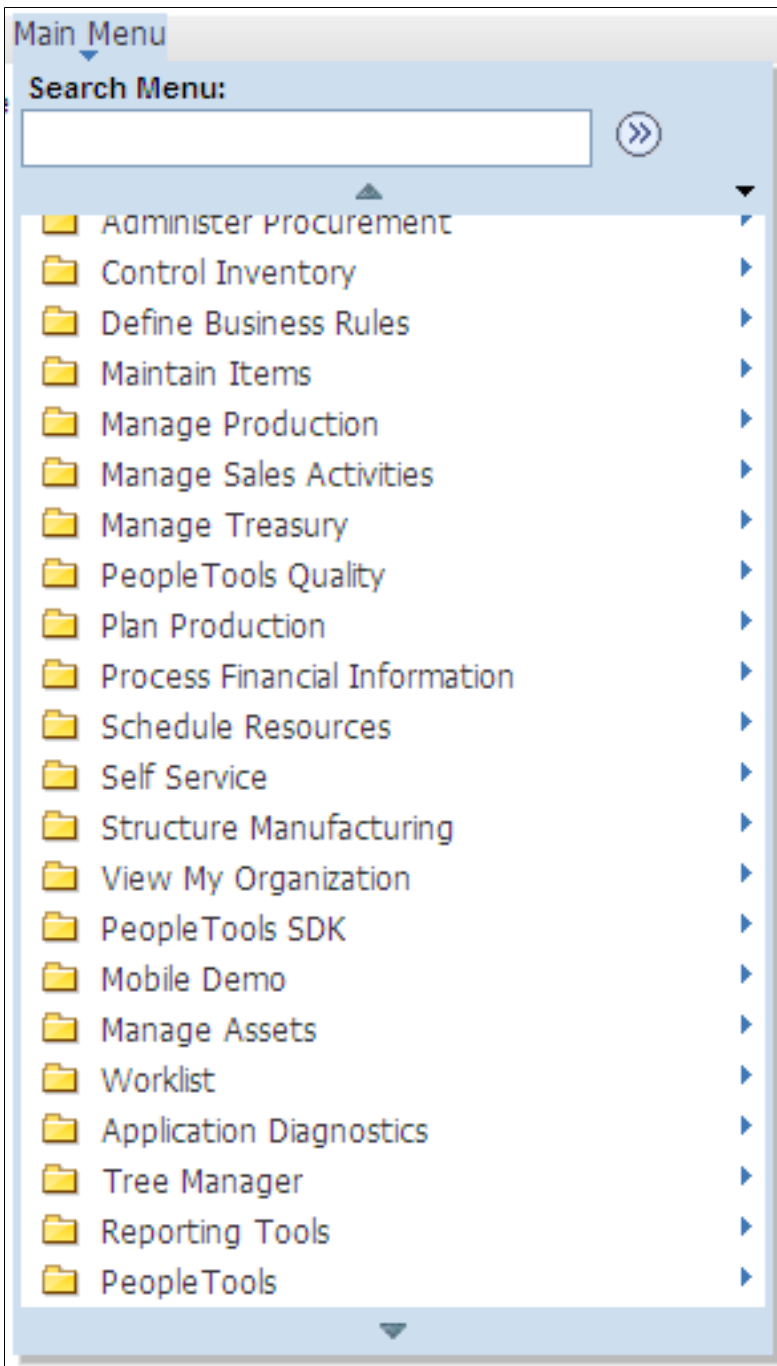 Main Menu
Search Menu:
Administer Procurement
Control Inventory
Define Business Rules
Maintain Items
Manage Production
Manage Sales Activities
Manage Treasury
PeopleTools Quality
Plan Production
Process Financial Information
Schedule Resources
Self Service
Structure Manufacturing
View My Organization
PeopleTools SDK
Mobile Demo
Manage Assets
Worklist
Application Diagnostics
Tree Manager
Reporting Tools
PeopleTools